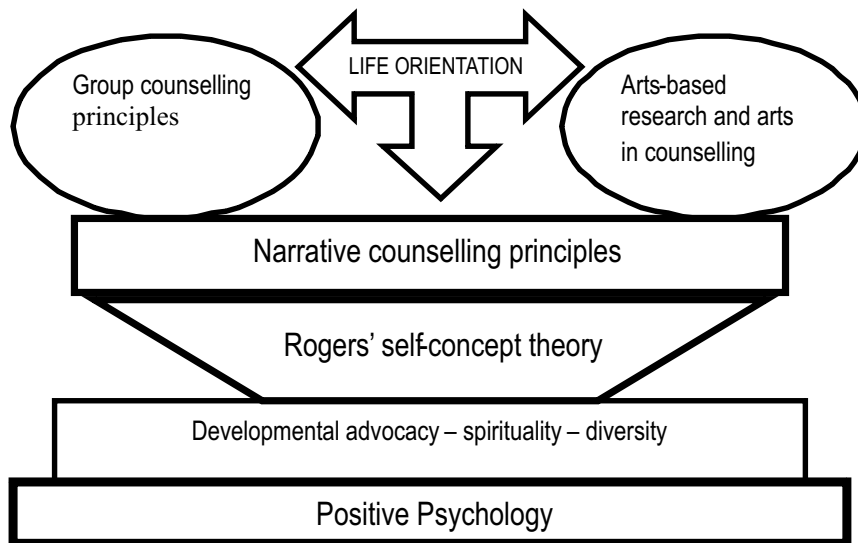 Group counselling
principles
LIFE ORIENTATION
Arts-based
research and arts
in counselling
Narrative counselling principles
Rogers’ self-concept theory
Developmental advocacy – spirituality – diversity
Positive Psychology